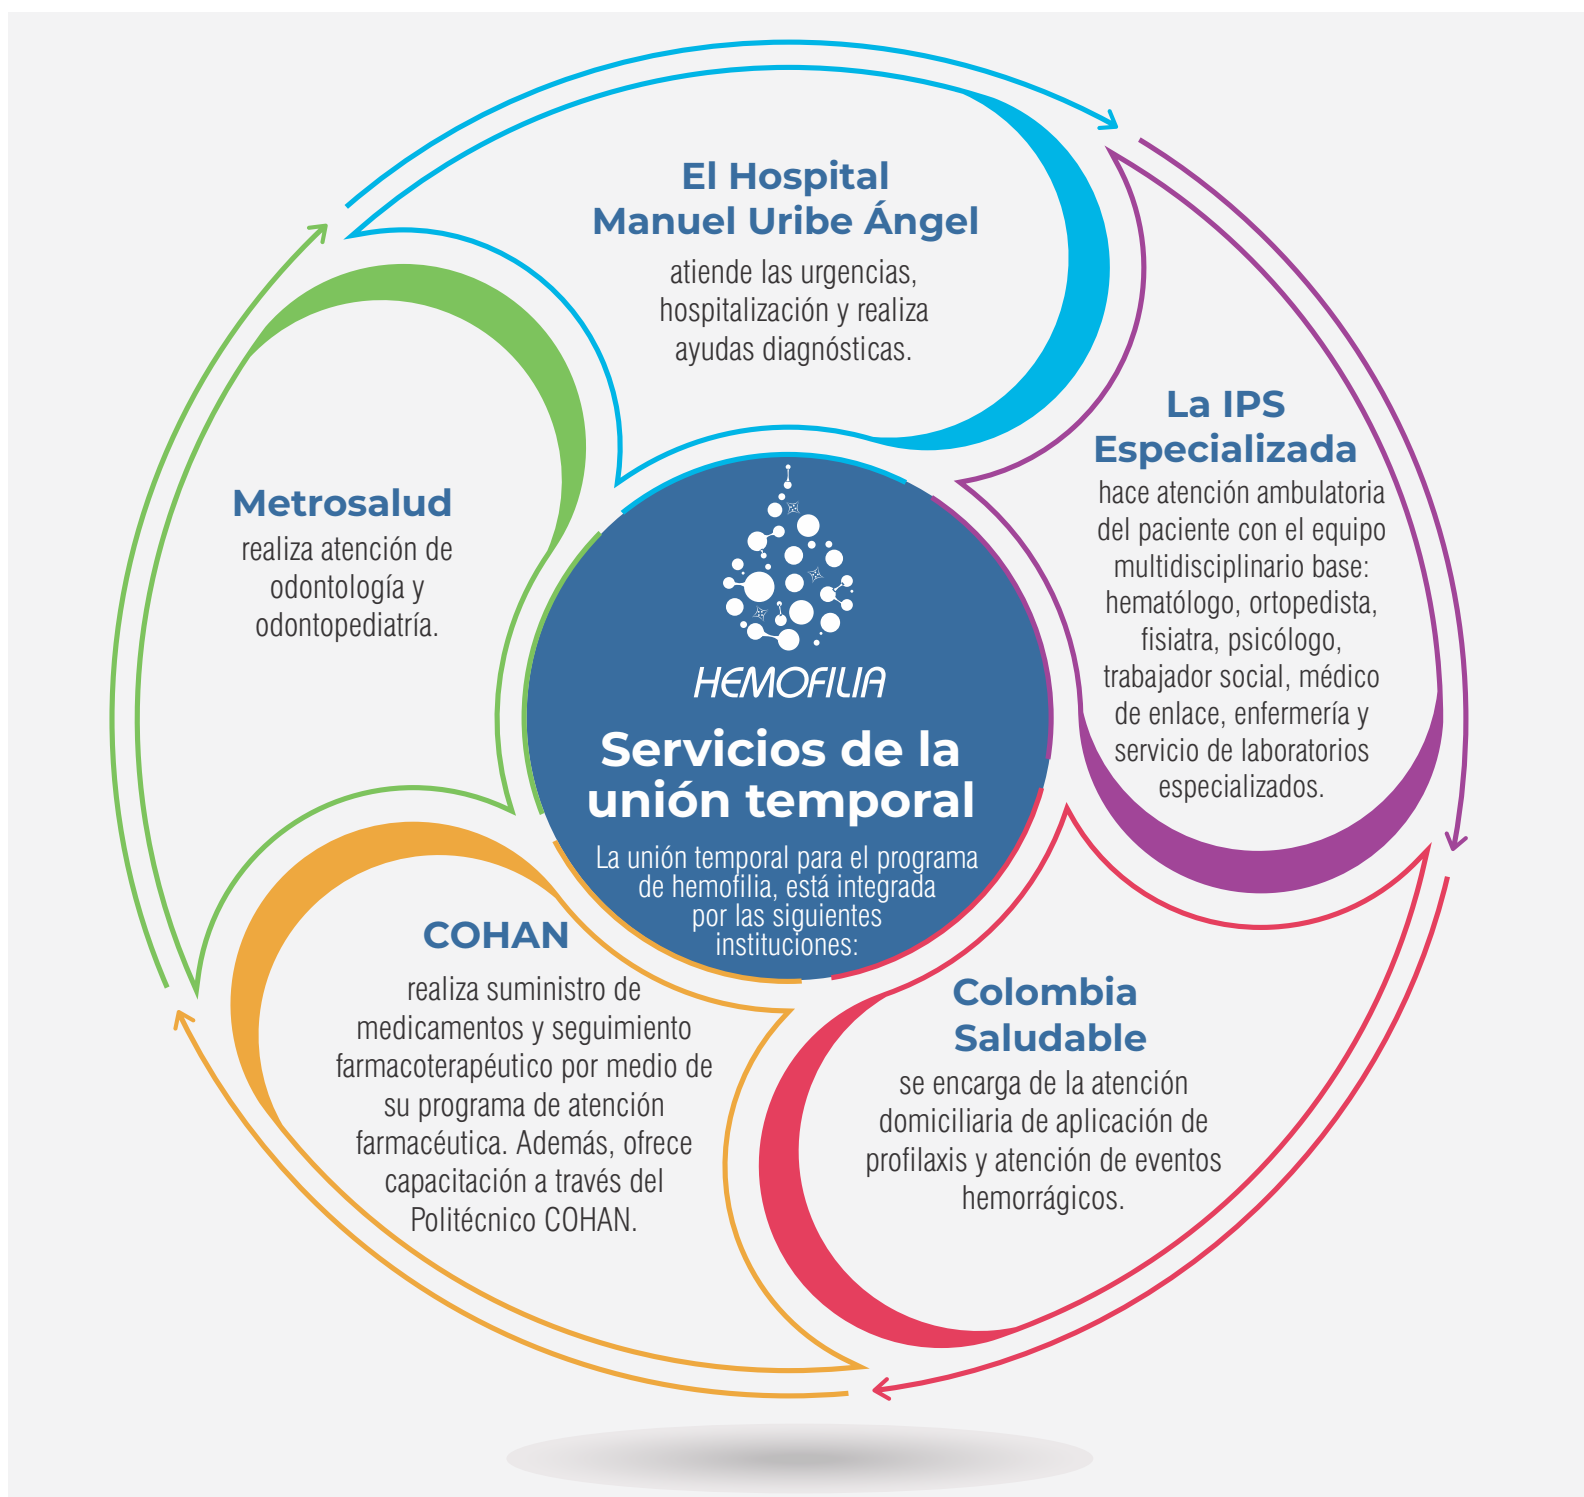 El Hospital
Manuel Uribe Ángel
atiende las urgencias,
hospitalización y realiza
ayudas diagnósticas.
La IPS
Especializada
hace atención ambulatoria
del paciente con el equipo
multidisciplinario base:
hematólogo, ortopedista,
fisiatra, psicólogo,
trabajador social, médico
de enlace, enfermería y
servicio de laboratorios
especializados.
Metrosalud
realiza atención de
odontología y
odontopediatría.
HEMOFILIA
Servicios de la
unión temporal
La unión temporal para el programa
de hemofilia, está integrada
por las siguientes
instituciones:
COHAN
realiza suministro de
medicamentos y seguimiento
farmacoterapéutico por medio de
su programa de atención
farmacéutica. Además, ofrece
capacitación a través del
Politécnico COHAN.
Colombia
Saludable
se encarga de la atención
domiciliaria de aplicación de
profilaxis y atención de eventos
hemorrágicos.